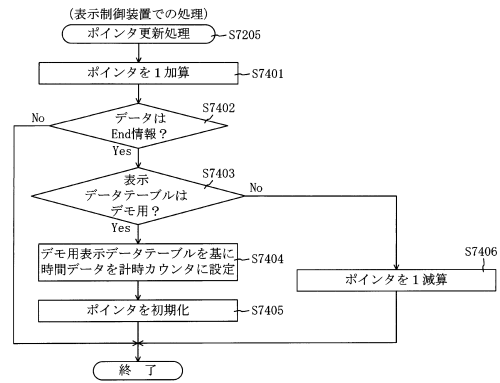 (表示制御装置での処理)
ポインタ更新処理
S7205
ポインタを1加算
S7401
S7402
データは
End情報?
No
Yes
S7403
表示
データテーブルは
デモ用?
No
Yes
デモ用表示データテーブルを基に
時間データを計時カウンタに設定
S7404
S7406
ポインタを1減算
ポインタを初期化
S7405
終 了